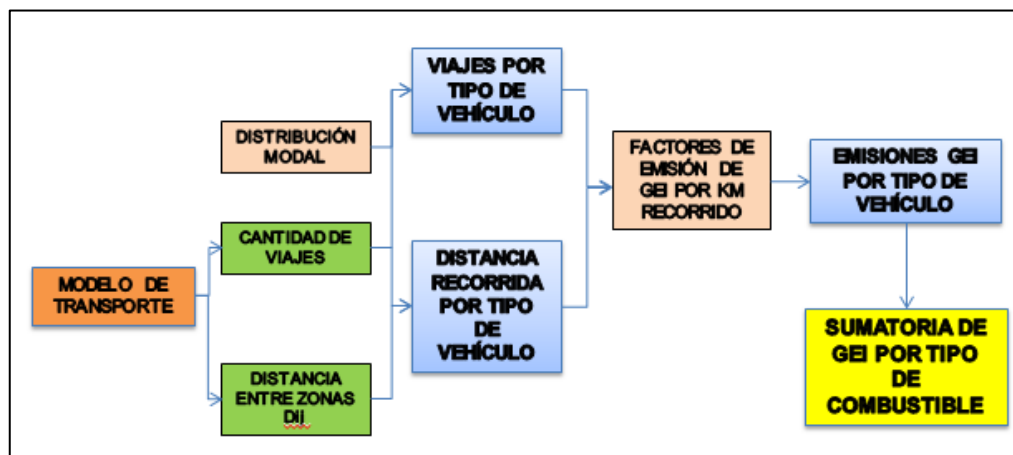 MODELO DE
TRANSPORTE
DISTRIBUCIÓN
MODAL
CANTIDAD DE
VIAJES
DISTANCIA
ENTRE ZONAS
Dij
VIAJES POR
TIPO DE
VEHÍCULO
DISTANCIA
RECORRIDA
POR TIPO
DE
VEHÍCULO
FACTORES DE
EMISIÓN DE
GEI POR KM
RECORRIDO
EMISIONES GEI
POR TIPO DE
VEHÍCULO
SUMATORIA DE
GEI POR TIPO
DE
COMBUSTIBLE